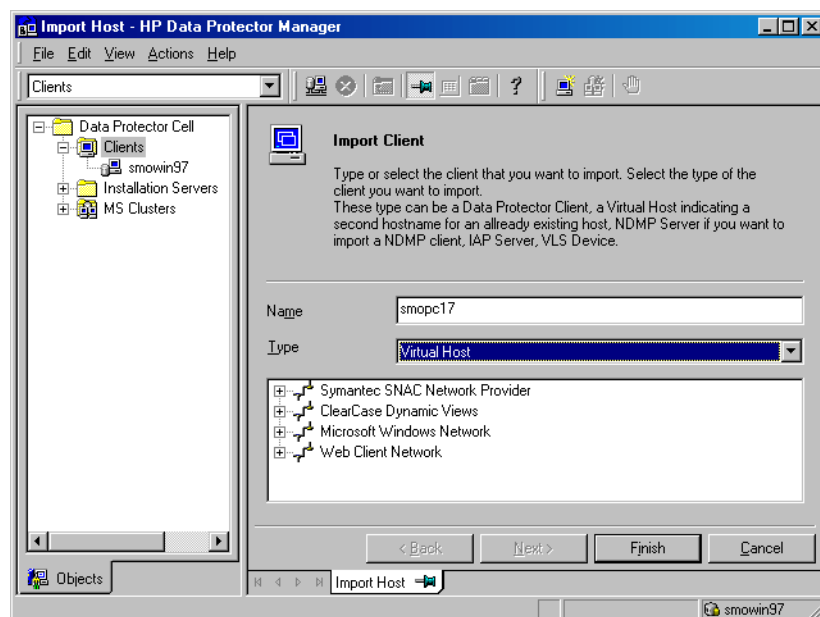 Import Host - HP Data Protector Manager
File Edit View Actions Help
Clients
Data Protector Cell
Clients
smowin97
Installation Servers
MS Clusters
Objects
Import Client
Type or select the client that you want to import. Select the type of the
client you want to import.
These type can be a Data Protector Client, a Virtual Host indicating a
second hostname for an allready existing host, NDMP Server if you want to
import a NDMP client, IAP Server, VLS Device.
Name smopc17
Type Virtual Host
Symantec SNAC Network Provider
ClearCase Dynamic Views
Microsoft Windows Network
Web Client Network
< Back Next > Finish Cancel
Import Host
smowin97